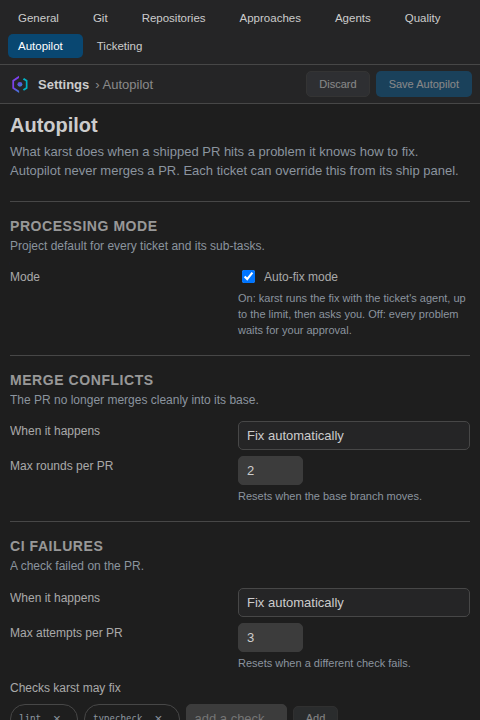 General Git Repositories Approaches Agents Quality
Autopilot Ticketing
Settings › Autopilot Discard Save Autopilot
Autopilot
What karst does when a shipped PR hits a problem it knows how to fix.
Autopilot never merges a PR. Each ticket can override this from its ship panel.
PROCESSING MODE
Project default for every ticket and its sub-tasks.
Mode Auto-fix mode
On: karst runs the fix with the ticket's agent, up
to the limit, then asks you. Off: every problem
waits for your approval.
MERGE CONFLICTS
The PR no longer merges cleanly into its base.
When it happens Fix automatically
Max rounds per PR 2
Resets when the base branch moves.
CI FAILURES
A check failed on the PR.
When it happens Fix automatically
Max attempts per PR 3
Resets when a different check fails.
Checks karst may fix
lint × typecheck × add a check Add